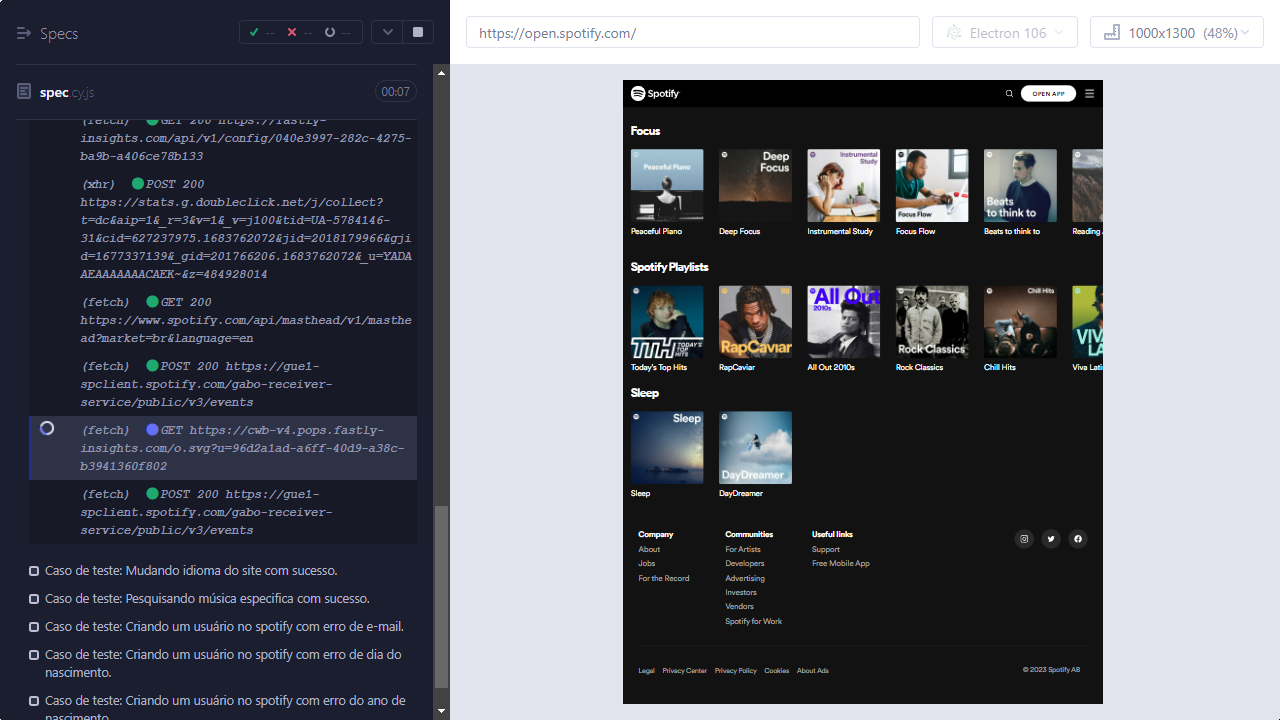 Specs
-- -- --
https://open.spotify.com/
Electron 106
1000x1300 (48%)
spec.cy.js
00:07
(fetch) GET 200 https://fastly-
insights.com/api/v1/config/040e3997-282c-4275-
ba9b-a406ce78b133
(xhr) POST 200
https://stats.g.doubleclick.net/j/collect?
t=dc&aip=1&_r=3&v=1&_v=j100&tid=UA-5784146-
31&cid=627237975.1683762072&jid=2018179966&gji
d=1677337139&_gid=201766206.1683762072&_u=YADA
AEAAAAAAACAEK~&z=484928014
(fetch) GET 200
https://www.spotify.com/api/masthead/v1/masthe
ad?market=br&language=en
(fetch) POST 200 https://gue1-
spclient.spotify.com/gabo-receiver-
service/public/v3/events
(fetch) GET https://cwb-v4.pops.fastly-
insights.com/o.svg?u=96d2a1ad-a6ff-40d9-a38c-
b3941360f802
(fetch) POST 200 https://gue1-
spclient.spotify.com/gabo-receiver-
service/public/v3/events
Caso de teste: Mudando idioma do site com sucesso.
Caso de teste: Pesquisando música especifica com sucesso.
Caso de teste: Criando um usuário no spotify com erro de e-mail.
Caso de teste: Criando um usuário no spotify com erro de dia do
nascimento.
Caso de teste: Criando um usuário no spotify com erro do ano de
nascimento
Spotify
OPEN APP
Focus
Peaceful Piano
Deep
Focus
Instrumental
Study
Focus Flow
Beats
to think to
Peaceful Piano
Deep Focus
Instrumental Study
Focus Flow
Beats to think to
Reading
Spotify Playlists
TTH TODAY'S
TOP
HITS
RapCaviar
All Out
2010s
Rock Classics
Chill Hits
VIVA
LA
Today's Top Hits
RapCaviar
All Out 2010s
Rock Classics
Chill Hits
Viva Lati
Sleep
Sleep
DayDreamer
Sleep
DayDreamer
Company
About
Jobs
For the Record
Communities
For Artists
Developers
Advertising
Investors
Vendors
Spotify for Work
Useful links
Support
Free Mobile App
Legal Privacy Center Privacy Policy Cookies About Ads
© 2023 Spotify AB